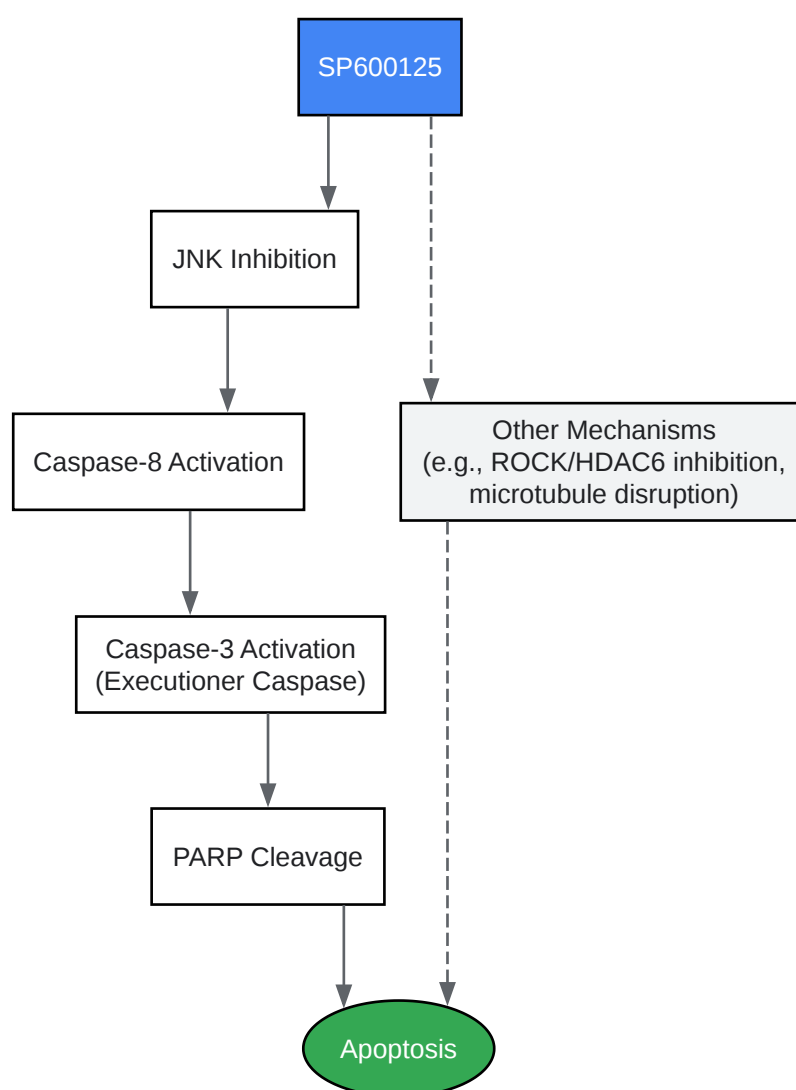 SP600125
JNK Inhibition
Caspase-8 Activation
Other Mechanisms
(e.g., ROCK/HDAC6 inhibition,
microtubule disruption)
Caspase-3 Activation
(Executioner Caspase)
PARP Cleavage
Apoptosis